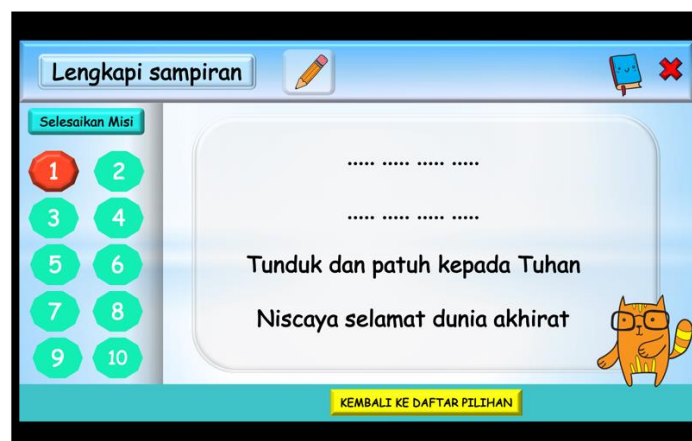 Lengkapi sampiran
Selesaikan Misi
1 2
3 4
5 6
7 8
9 10
..... ..... ..... .....
..... ..... ..... .....
Tunduk dan patuh kepada Tuhan
Niscaya selamat dunia akhirat
KEMBALI KE DAFTAR PILIHAN